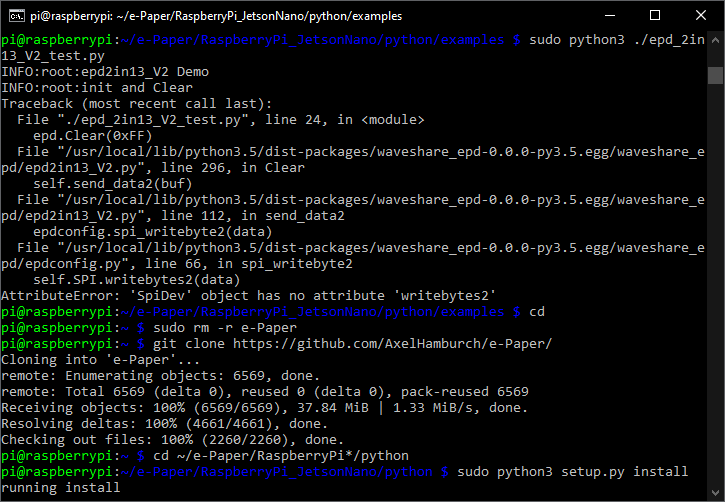 pi@raspberrypi: ~/e-Paper/RaspberryPi_JetsonNano/python/examples
pi@raspberrypi:~/e-Paper/RaspberryPi_JetsonNano/python/examples $ sudo python3 ./epd_2in
13_V2_test.py
INFO:root:epd2in13_V2 Demo
INFO:root:init and Clear
Traceback (most recent call last):
  File "./epd_2in13_V2_test.py", line 24, in <module>
    epd.Clear(0xFF)
  File "/usr/local/lib/python3.5/dist-packages/waveshare_epd-0.0.0-py3.5.egg/waveshare_e
pd/epd2in13_V2.py", line 296, in Clear
    self.send_data2(buf)
  File "/usr/local/lib/python3.5/dist-packages/waveshare_epd-0.0.0-py3.5.egg/waveshare_e
pd/epd2in13_V2.py", line 112, in send_data2
    epdconfig.spi_writebyte2(data)
  File "/usr/local/lib/python3.5/dist-packages/waveshare_epd-0.0.0-py3.5.egg/waveshare_e
pd/epdconfig.py", line 66, in spi_writebyte2
    self.SPI.writebytes2(data)
AttributeError: 'SpiDev' object has no attribute 'writebytes2'
pi@raspberrypi:~/e-Paper/RaspberryPi_JetsonNano/python/examples $ cd
pi@raspberrypi:~ $ sudo rm -r e-Paper
pi@raspberrypi:~ $ git clone https://github.com/AxelHamburch/e-Paper/
Cloning into 'e-Paper'...
remote: Enumerating objects: 6569, done.
remote: Total 6569 (delta 0), reused 0 (delta 0), pack-reused 6569
Receiving objects: 100% (6569/6569), 37.84 MiB | 1.33 MiB/s, done.
Resolving deltas: 100% (4661/4661), done.
Checking out files: 100% (2260/2260), done.
pi@raspberrypi:~ $ cd ~/e-Paper/RaspberryPi*/python
pi@raspberrypi:~/e-Paper/RaspberryPi_JetsonNano/python $ sudo python3 setup.py install
running install